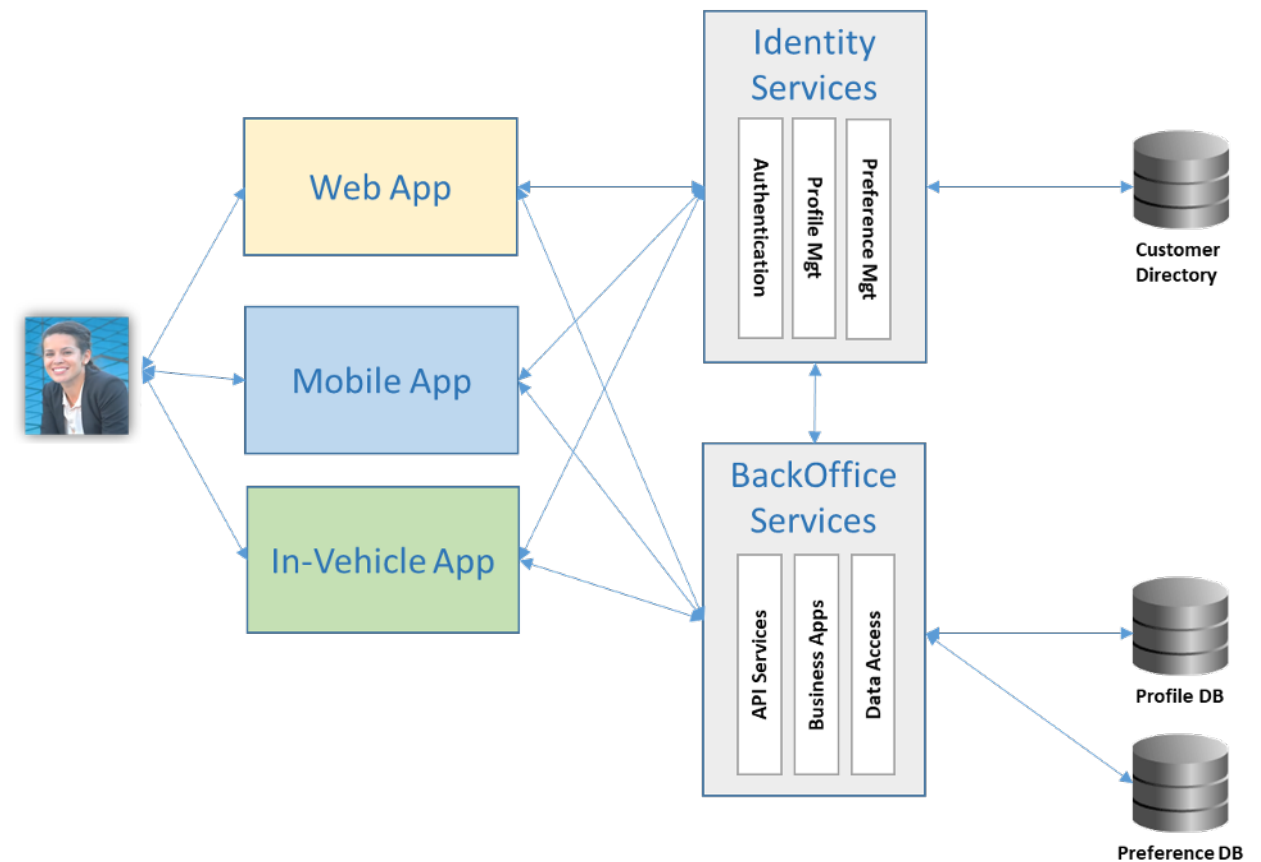 Identity
Services
Authentication
Profile Mgt
Preference Mgt
Web App
Mobile App
In-Vehicle App
Customer
Directory
BackOffice
Services
API Services
Business Apps
Data Access
Profile DB
Preference DB